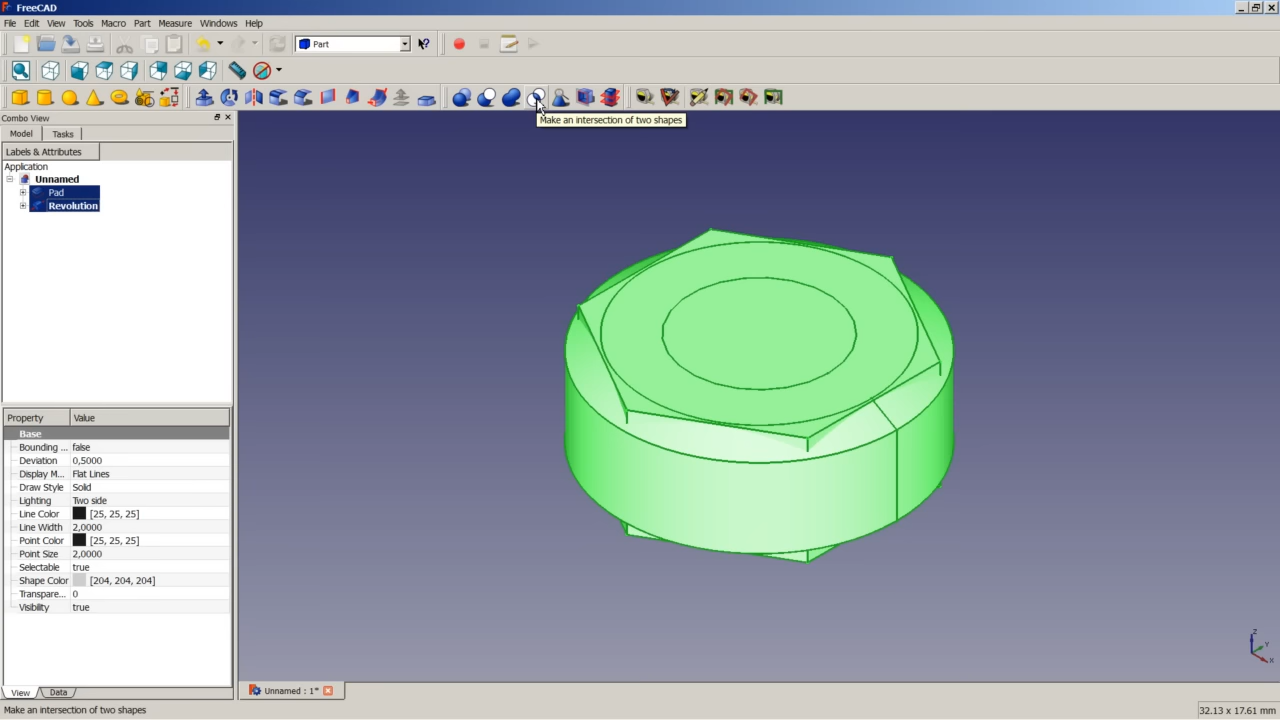 FreeCAD
File Edit View Tools Macro Part Measure Windows Help
Part
Make an intersection of two shapes
Combo View
Model Tasks
Labels & Attributes
Application
Unnamed
Pad
Revolution
Property Value
Base
Bounding ... false
Deviation 0,5000
Display M... Flat Lines
Draw Style Solid
Lighting Two side
Line Color [25, 25, 25]
Line Width 2,0000
Point Color [25, 25, 25]
Point Size 2,0000
Selectable true
Shape Color [204, 204, 204]
Transpare... 0
Visibility true
Z
Y
X
View Data
Unnamed : 1*
Make an intersection of two shapes
32.13 x 17.61 mm